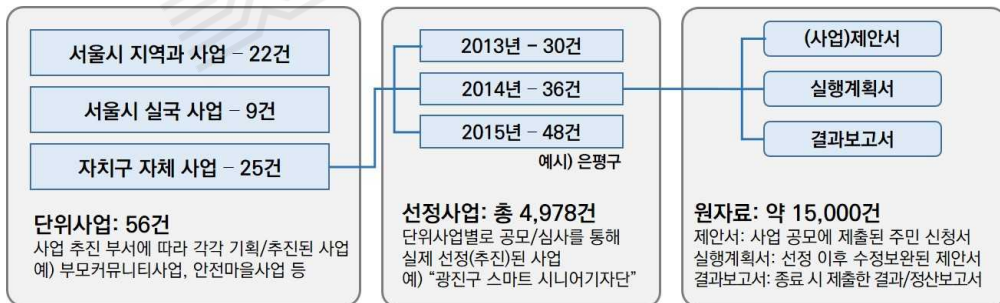 서울시 지역과 사업 – 22건
서울시 실국 사업 – 9건
자치구 자체 사업 – 25건
단위사업: 56건
사업 추진 부서에 따라 각각 기획/추진된 사업
예) 부모커뮤니티사업, 안전마을사업 등
2013년 – 30건
2014년 – 36건
2015년 – 48건
예시) 은평구
선정사업: 총 4,978건
단위사업별로 공모/심사를 통해
실제 선정(추진)된 사업
예) “광진구 스마트 시니어기자단”
(사업)제안서
실행계획서
결과보고서
원자료: 약 15,000건
제안서: 사업 공모에 제출된 주민 신청서
실행계획서: 선정 이후 수정보완된 제안서
결과보고서: 종료 시 제출한 결과/정산보고서